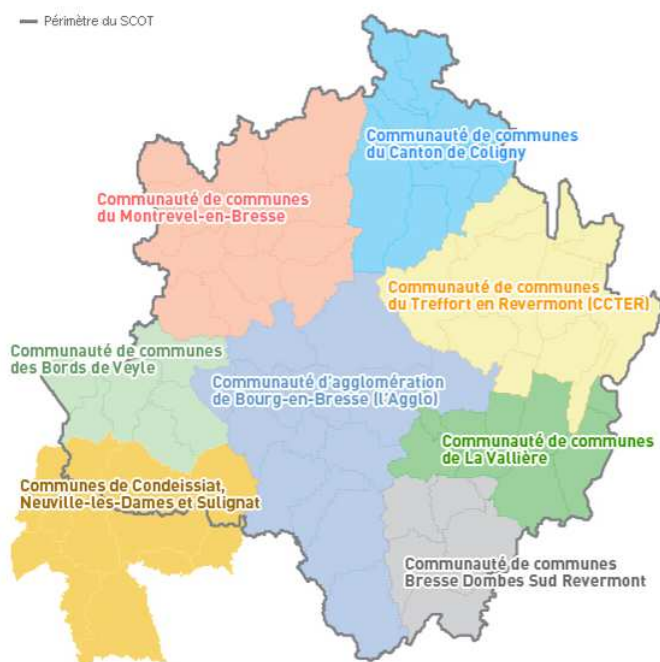 Périmètre du SCOT
Communauté de communes
du Canton de Coligny
Communauté de communes
du Montrevel-en-Bresse
Communauté de communes
du Treffort en Revermont (CCTER)
Communauté de communes
des Bords de Veyle
Communauté d'agglomération
de Bourg-en-Bresse (l'Agglo)
Communauté de communes
de La Vallière
Communes de Condeissiat,
Neuville-les-Dames et Sulignat
Communauté de communes
Bresse Dombes Sud Revermont